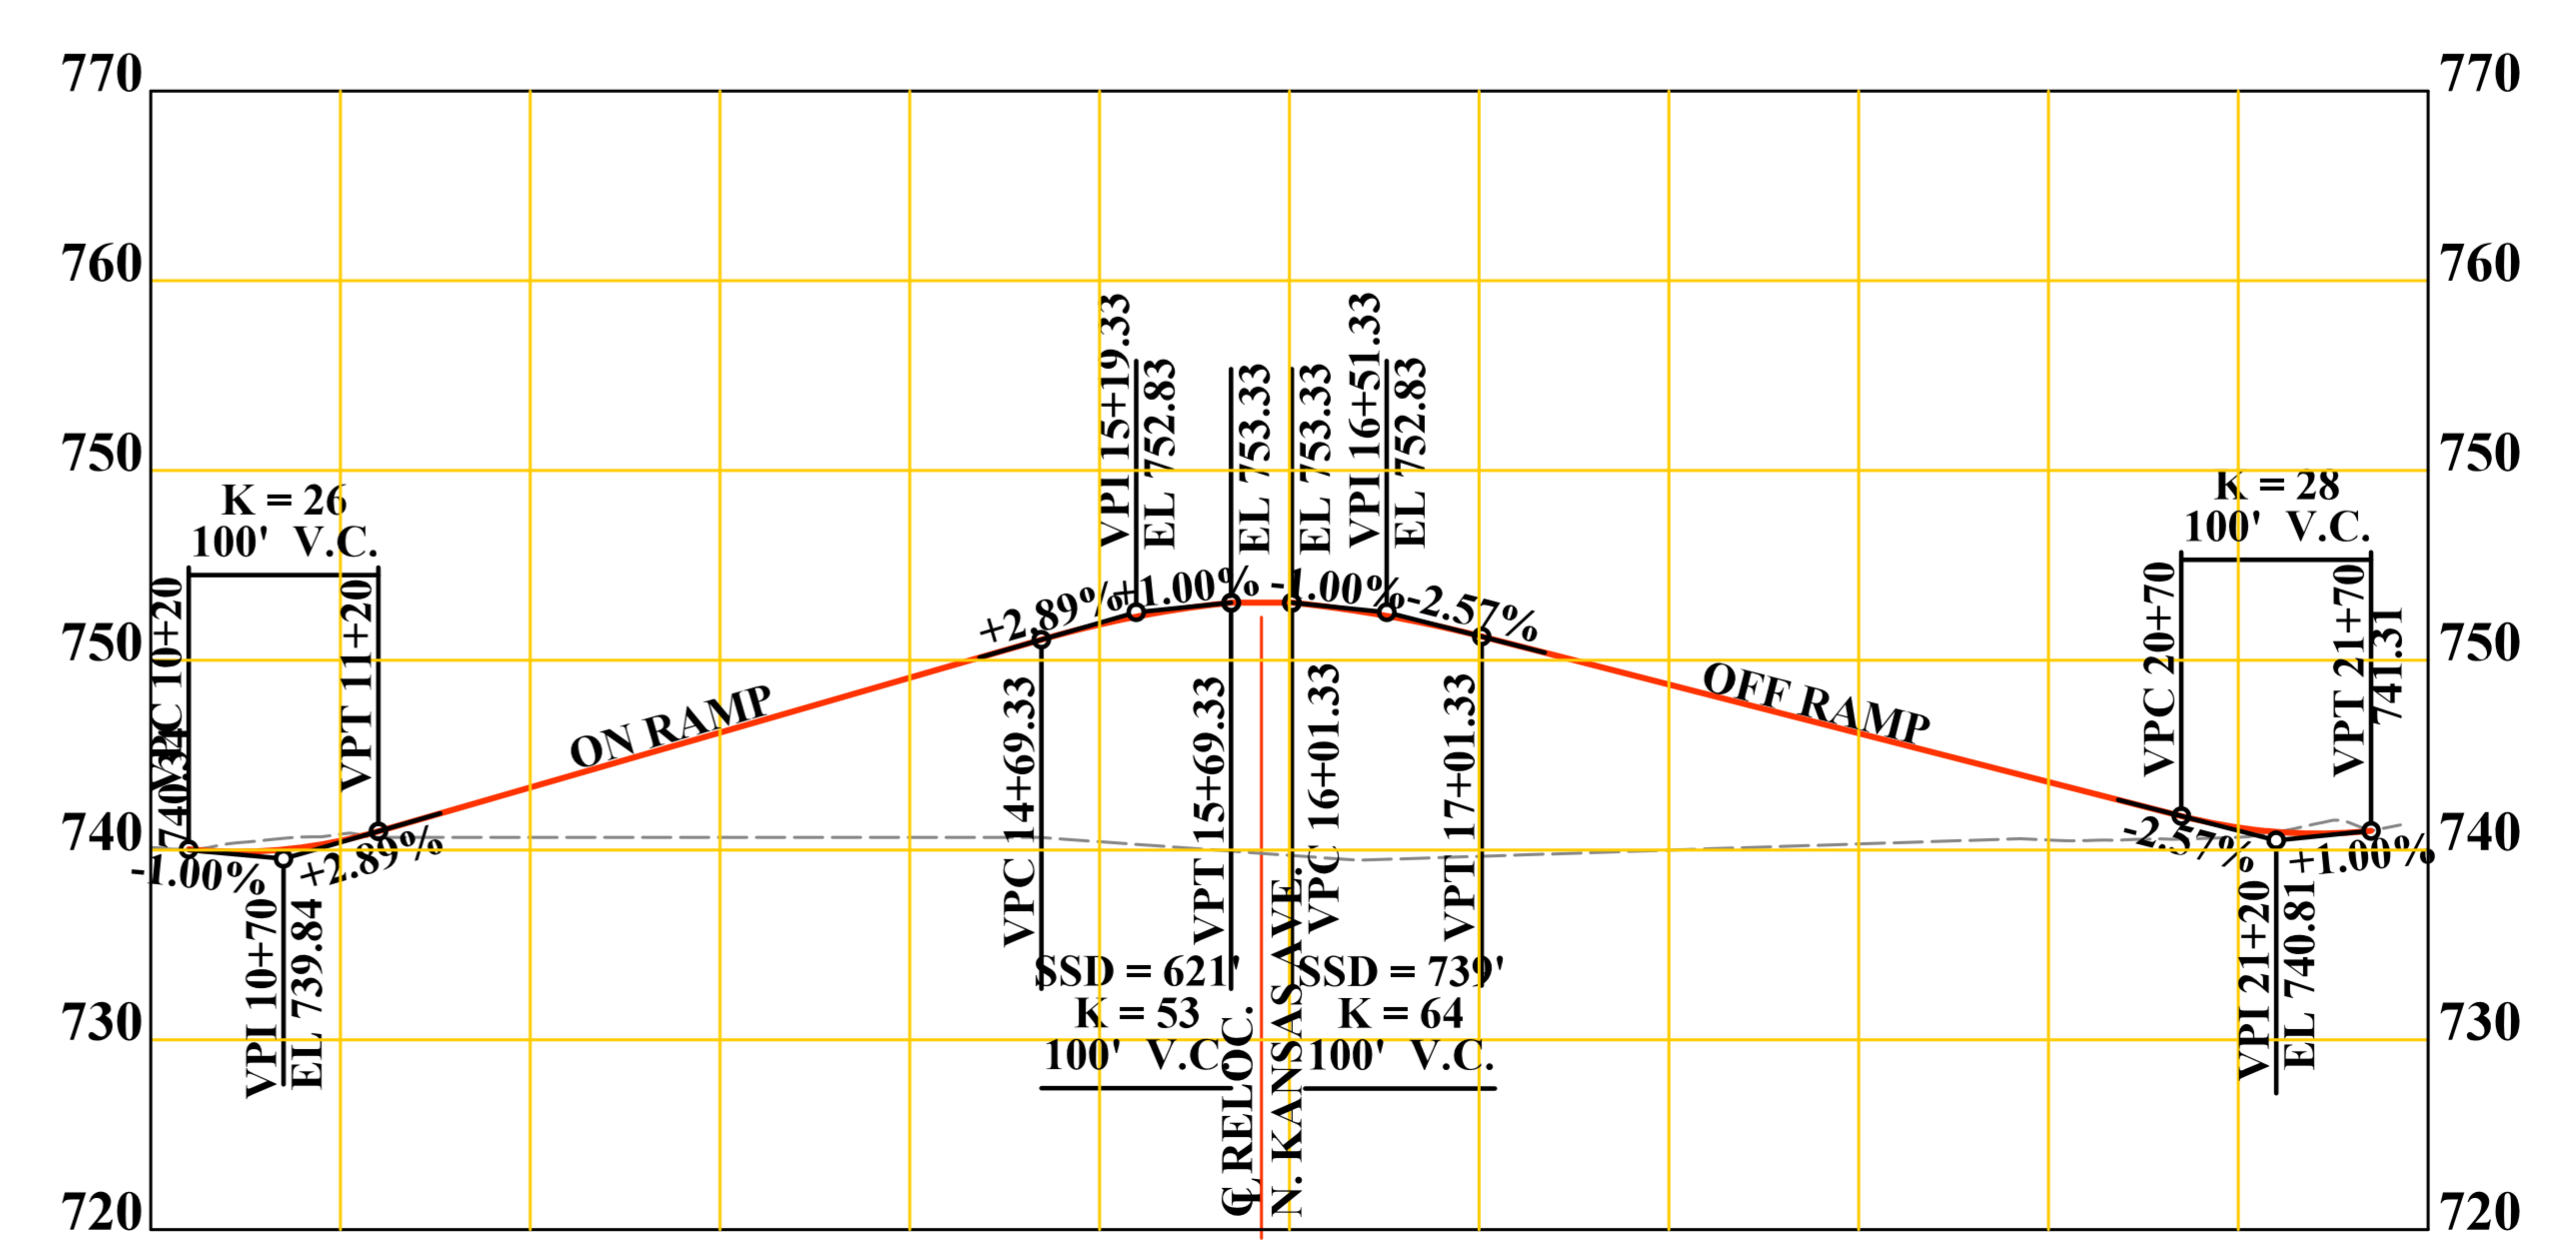 770
770
760
760
750
750
750
750
740
740
730
730
720
720
K = 26
100' V.C.
VPC 10+20
740.34
VPT 11+20
-1.00%
+2.89%
VPI 10+70
EL 739.84
ON RAMP
+2.89%
+1.00%
VPI 15+19.33
EL 752.83
EL 753.33
EL 753.33
VPI 16+51.33
EL 752.83
-1.00%
-2.57%
VPC 14+69.33
VPT 15+69.33
VPC 16+01.33
VPT 17+01.33
SSD = 621'
K = 53
100' V.C.
SSD = 739'
K = 64
100' V.C.
℄ RELOC.
N. KANSAS AVE.
OFF RAMP
K = 28
100' V.C.
VPC 20+70
VPT 21+70
741.31
-2.57%
+1.00%
VPI 21+20
EL 740.81